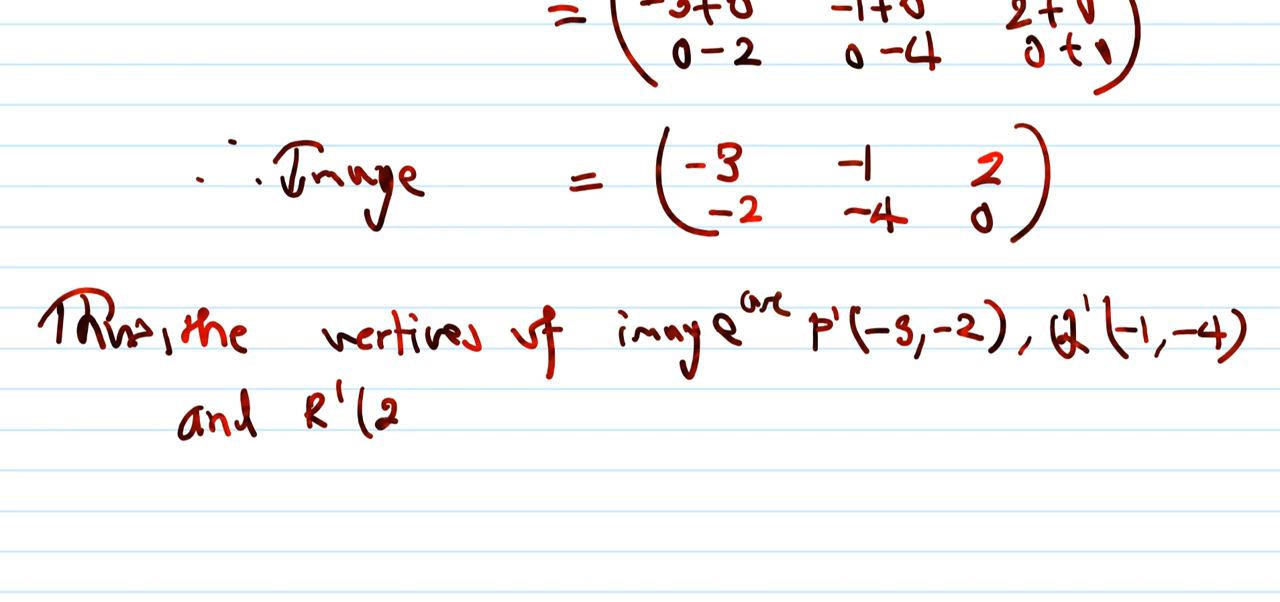 = ( -3+0 -1+0 2+0
0-2 0-4 0+0 )
∴ Image = ( -3 -1 2
-2 -4 0 )
Thus, the vertives of image are P'(-3,-2), Q'(-1,-4)
and R'(2